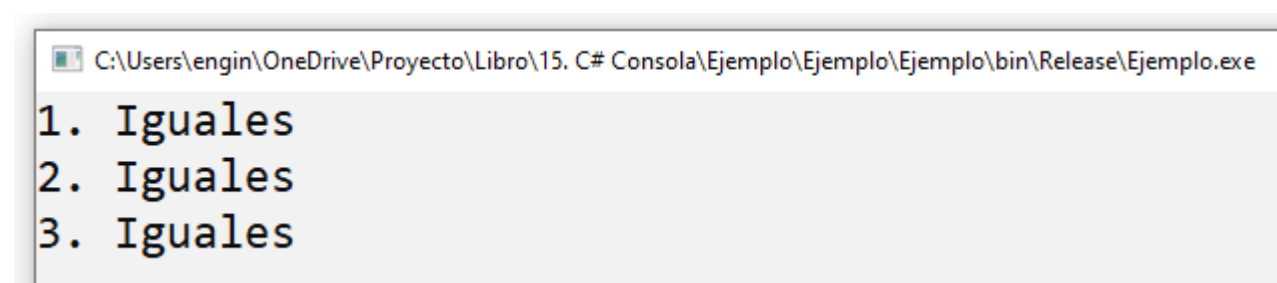 C:\Users\engin\OneDrive\Proyecto\Libro\15. C# Consola\Ejemplo\Ejemplo\Ejemplo\bin\Release\Ejemplo.exe
1. Iguales
2. Iguales
3. Iguales